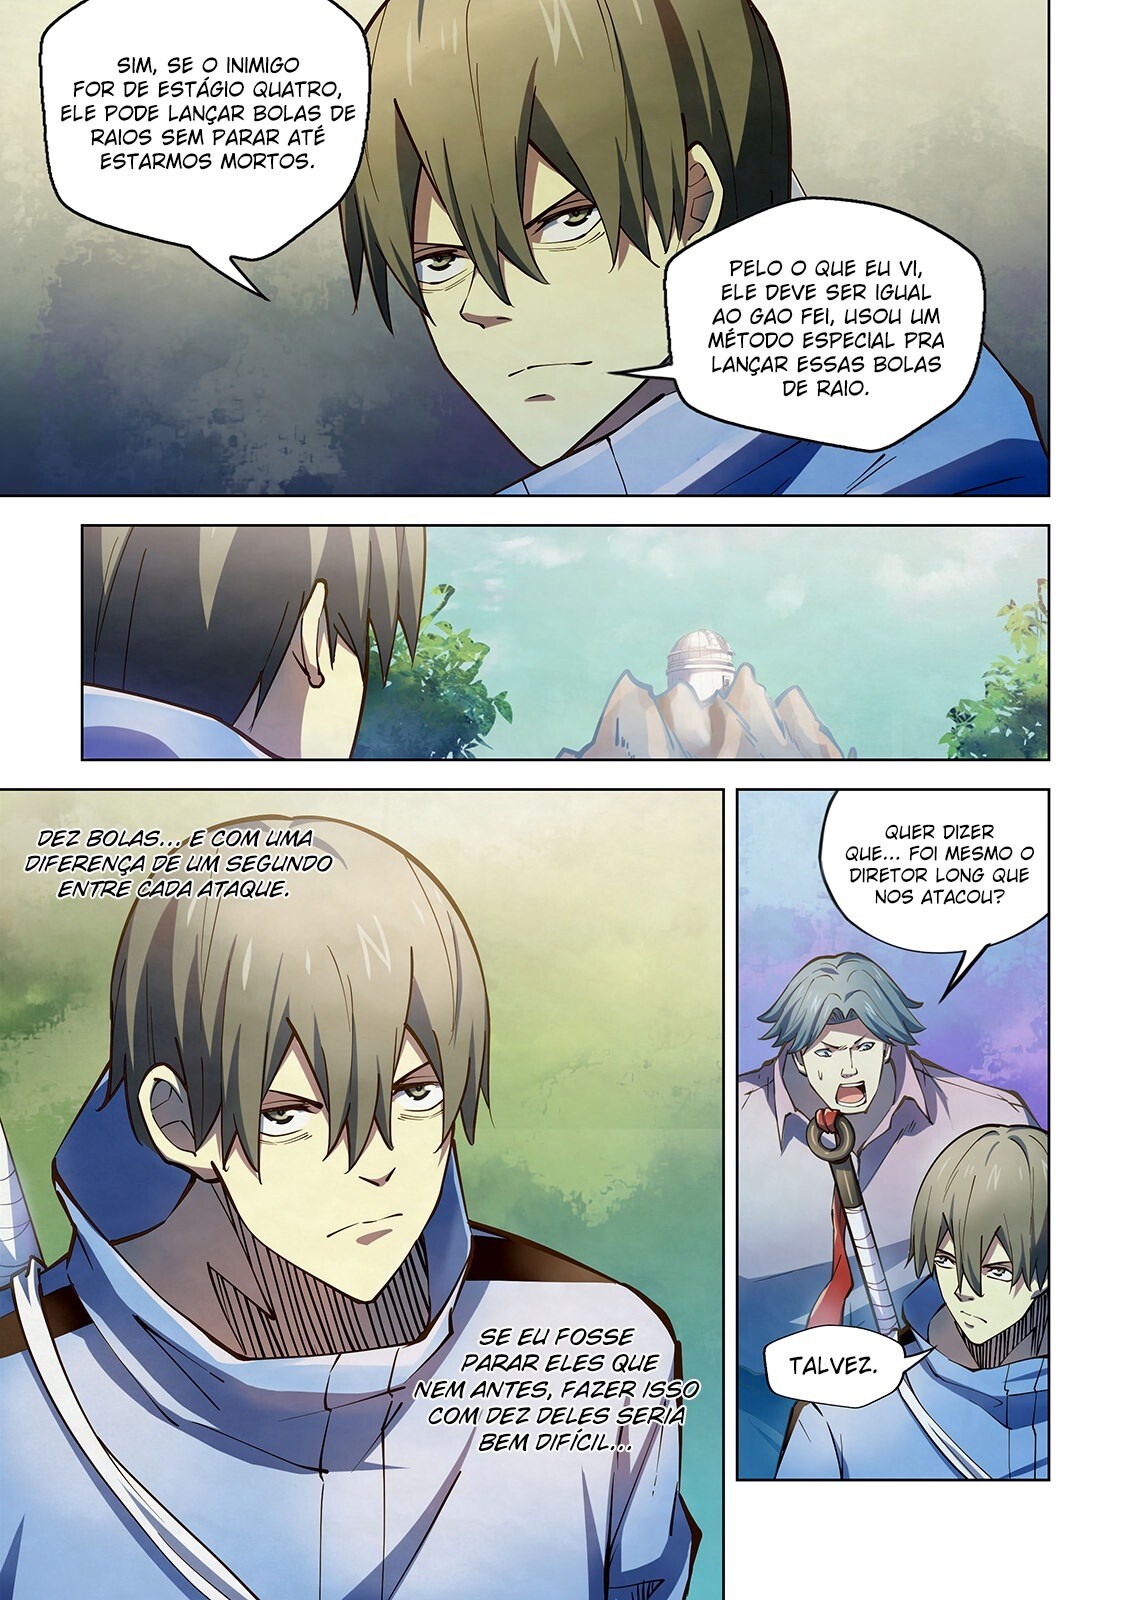 SIM, SE O INIMIGO
FOR DE ESTÁGIO QUATRO,
ELE PODE LANÇAR BOLAS DE
RAIOS SEM PARAR ATÉ
ESTARMOS MORTOS.
PELO O QUE EU VI,
ELE DEVE SER IGUAL
AO GAO FEI, USOU UM
MÉTODO ESPECIAL PRA
LANÇAR ESSAS BOLAS
DE RAIO.
QUER DIZER
QUE... FOI MESMO O
DIRETOR LONG QUE
NOS ATACOU?
TALVEZ.
DEZ BOLAS... E COM UMA
DIFERENÇA DE UM SEGUNDO
ENTRE CADA ATAQUE.
SE EU FOSSE
PARAR ELES QUE
NEM ANTES, FAZER ISSO
COM DEZ DELES SERIA
BEM DIFÍCIL...